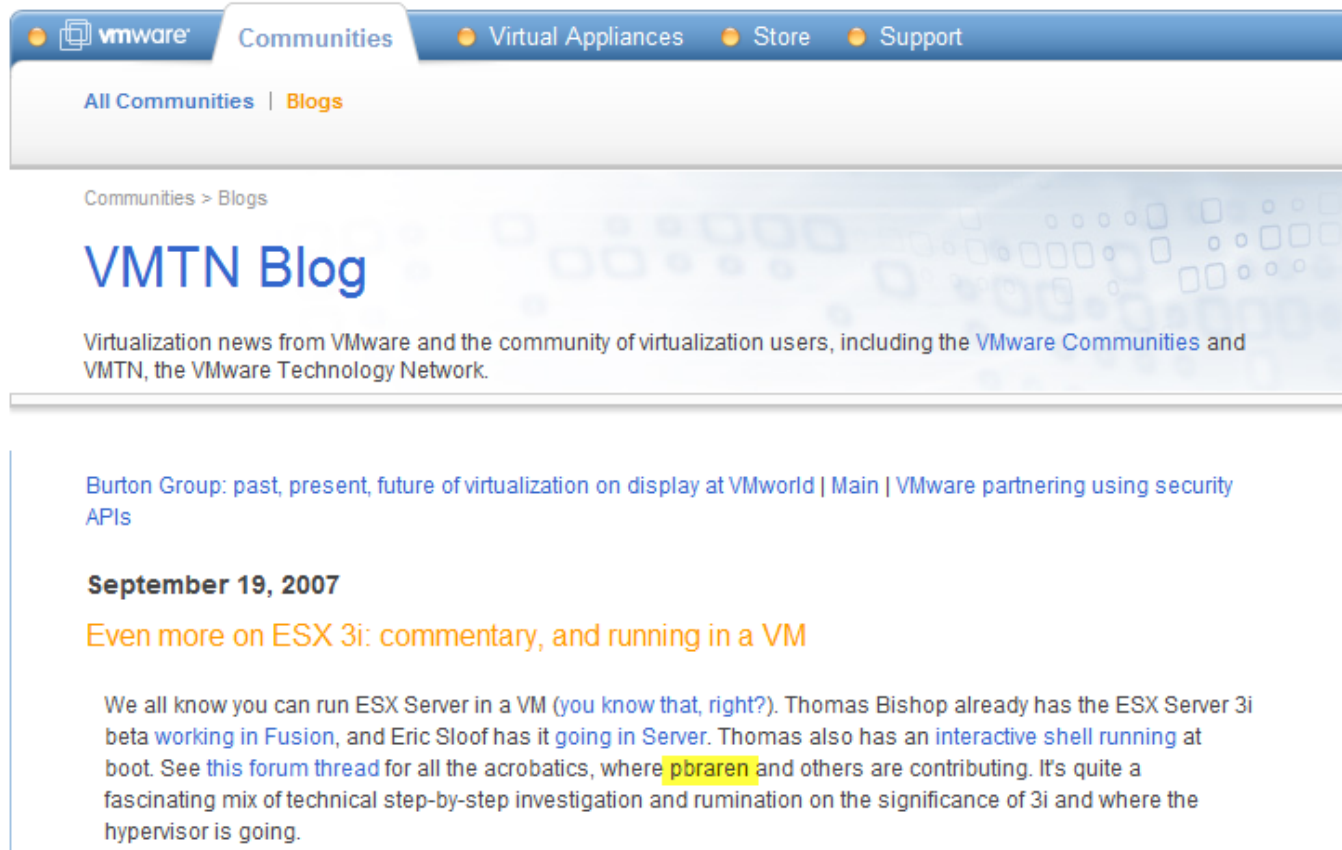 vmware Communities Virtual Appliances Store Support
All Communities | Blogs
Communities > Blogs
VMTN Blog
Virtualization news from VMware and the community of virtualization users, including the VMware Communities and
VMTN, the VMware Technology Network.
Burton Group: past, present, future of virtualization on display at VMworld | Main | VMware partnering using security
APIs
September 19, 2007
Even more on ESX 3i: commentary, and running in a VM
We all know you can run ESX Server in a VM (you know that, right?). Thomas Bishop already has the ESX Server 3i
beta working in Fusion, and Eric Sloof has it going in Server. Thomas also has an interactive shell running at
boot. See this forum thread for all the acrobatics, where pbraren and others are contributing. It's quite a
fascinating mix of technical step-by-step investigation and rumination on the significance of 3i and where the
hypervisor is going.